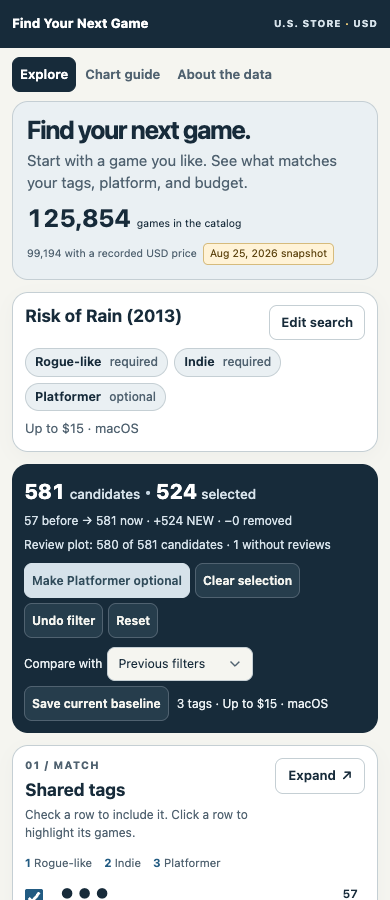 Find Your Next Game
U.S. STORE · USD
Explore
Chart guide
About the data
Find your next game.
Start with a game you like. See what matches
your tags, platform, and budget.
125,854 games in the catalog
99,194 with a recorded USD price
Aug 25, 2026 snapshot
Risk of Rain (2013)
Edit search
Rogue-like required
Indie required
Platformer optional
Up to $15 · macOS
581 candidates • 524 selected
57 before → 581 now · +524 NEW · −0 removed
Review plot: 580 of 581 candidates · 1 without reviews
Make Platformer optional
Clear selection
Undo filter
Reset
Compare with
Previous filters
Save current baseline
3 tags · Up to $15 · macOS
01 / MATCH
Shared tags
Expand ↗
Check a row to include it. Click a row to
highlight its games.
1 Rogue-like 2 Indie 3 Platformer
57